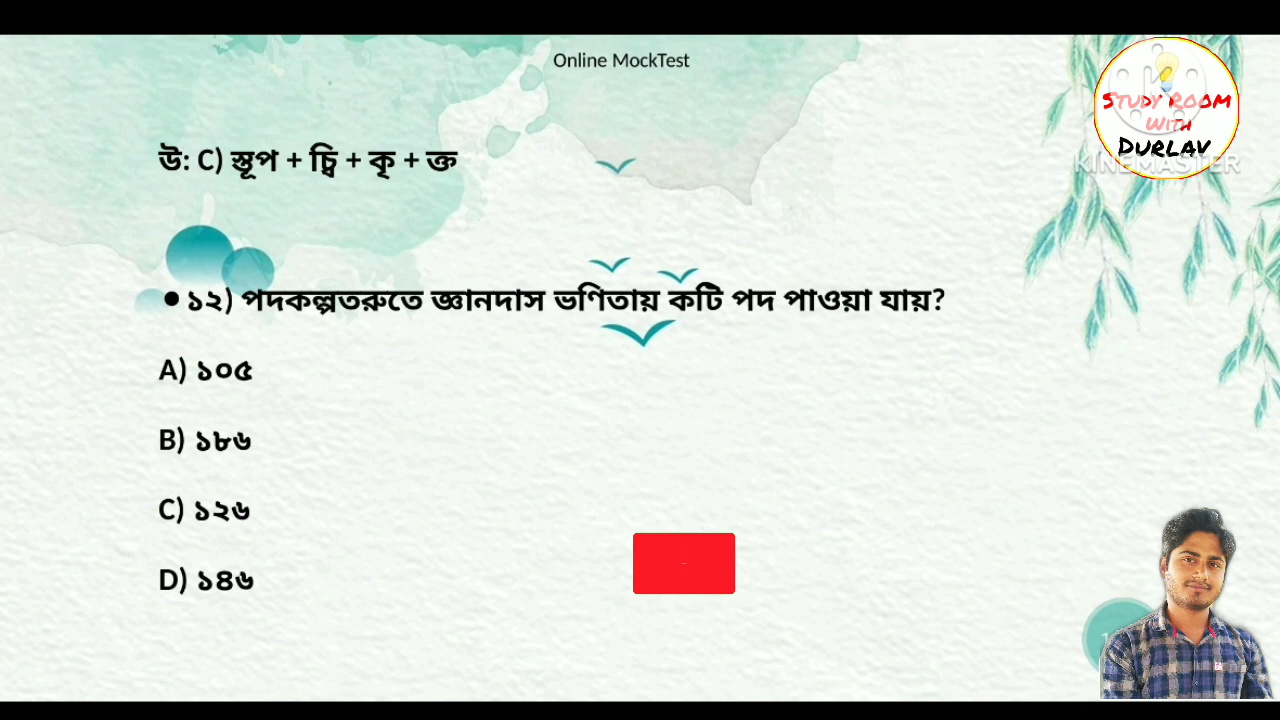 Online MockTest
STUDY ROOM
WITH
DURLAV
KINEMASTER
উ: C) স্তূপ + চ্বি + কৃ + ক্ত
● ১২) পদকল্পতরুতে জ্ঞানদাস ভণিতায় কটি পদ পাওয়া যায়?
A) ১০৫
B) ১৮৬
C) ১২৬
D) ১৪৬